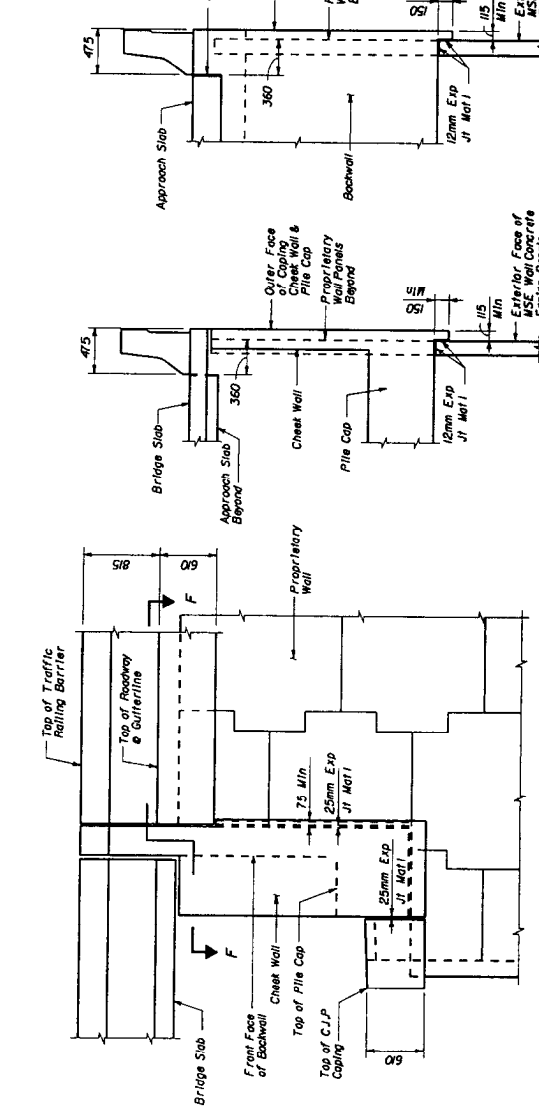 475
Approach Slab
360
Backwall
12mm Exp
Jt Mat'l
150
115
Min
475
Bridge Slab
Approach Slab
Beyond
360
Cheek Wall
Pile Cap
Outer Face
of Coping
Cheek Wall &
Pile Cap
Proprietary
Wall Panels
Beyond
150
Min
115
Min
12mm Exp
Jt Mat'l
Exterior Face of
MSE Wall Concrete
Top of Traffic
Railing Barrier
Top of Roadway
@ Gutterline
815
610
F
Proprietary
Wall
75 Min
25mm Exp
Jt Mat'l
25mm Exp
Jt Mat'l
F
Bridge Slab
Front Face
of Backwall
Cheek Wall
Top of Pile Cap
Top of C.I.P
Coping
610